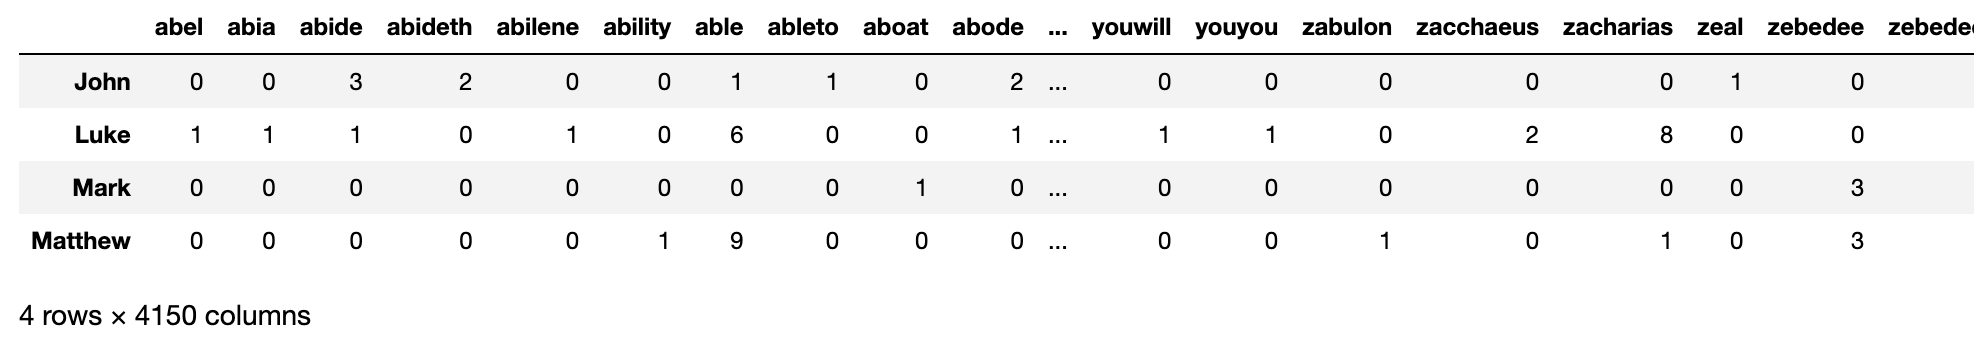 abel abia abide abideth abilene ability able ableto aboat abode ... youwill youyou zabulon zacchaeus zacharias zeal zebedee
John 0 0 3 2 0 0 1 1 0 2 ... 0 0 0 0 0 1 0
Luke 1 1 1 0 1 0 6 0 0 1 ... 1 1 0 2 8 0 0
Mark 0 0 0 0 0 0 0 0 1 0 ... 0 0 0 0 0 0 3
Matthew 0 0 0 0 0 1 9 0 0 0 ... 0 0 1 0 1 0 3
4 rows × 4150 columns